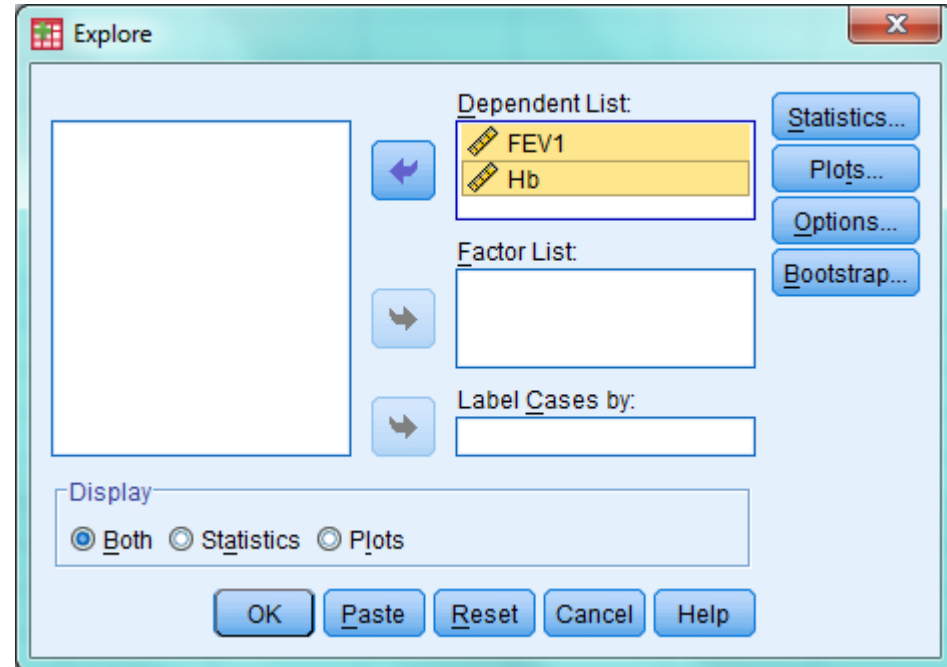 Explore
Dependent List:
FEV1
Hb
Factor List:
Label Cases by:
Statistics...
Plots...
Options...
Bootstrap...
Display
Both Statistics Plots
OK Paste Reset Cancel Help